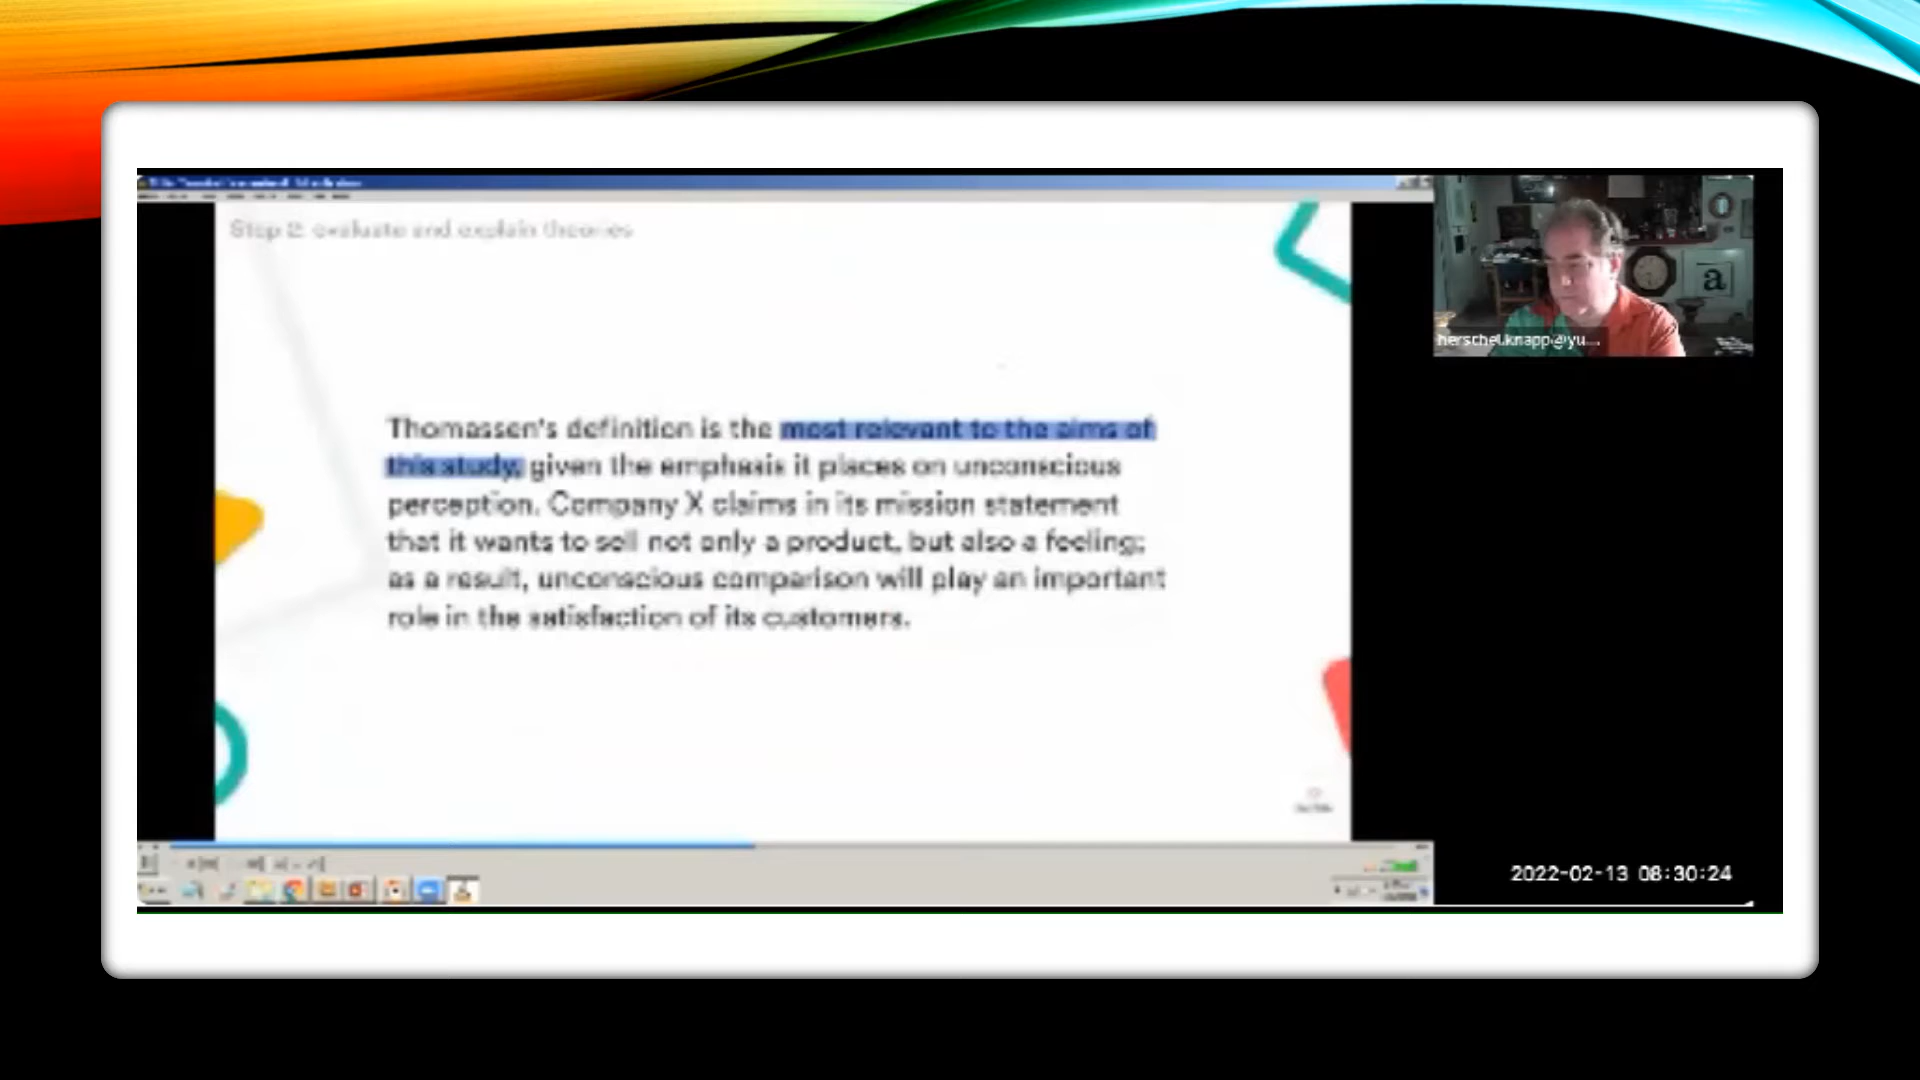 Step 2: evaluate and explain theories
Thomassen's definition is the most relevant to the aims of
this study, given the emphasis it places on unconscious
perception. Company X claims in its mission statement
that it wants to sell not only a product, but also a feeling;
as a result, unconscious comparison will play an important
role in the satisfaction of its customers.
a
herschel.knapp@yu...
2022-02-13 08:30:24